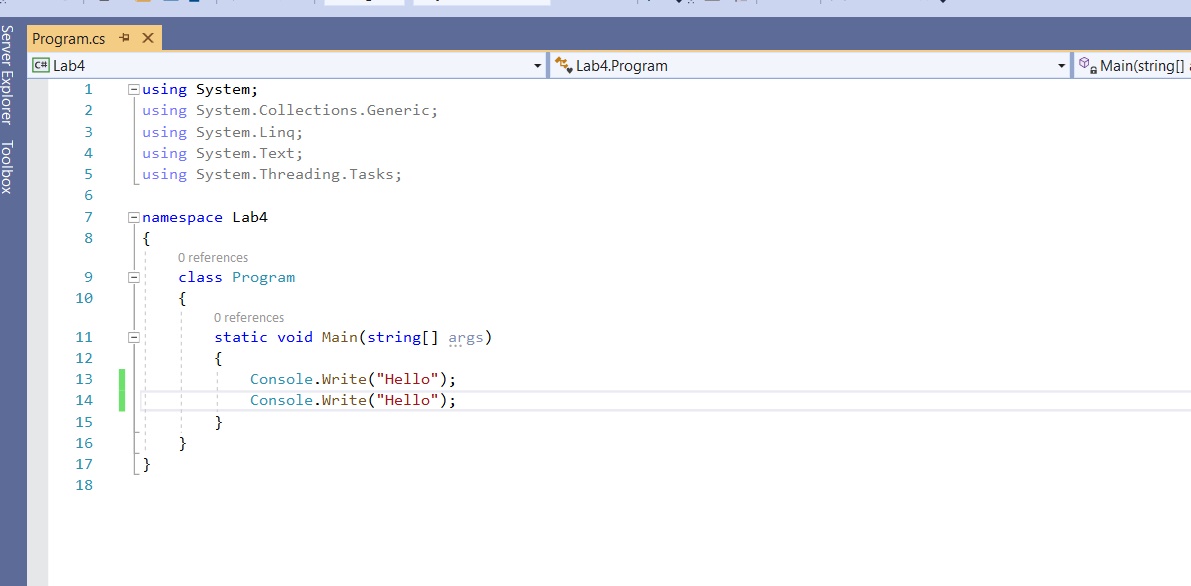 Server Explorer
Toolbox
Program.cs
C# Lab4
Lab4.Program
Main(string[]
1 using System;
2 using System.Collections.Generic;
3 using System.Linq;
4 using System.Text;
5 using System.Threading.Tasks;
6
7 namespace Lab4
8 {
0 references
9 class Program
10 {
0 references
11 static void Main(string[] args)
12 {
13 Console.Write("Hello");
14 Console.Write("Hello");
15 }
16 }
17 }
18